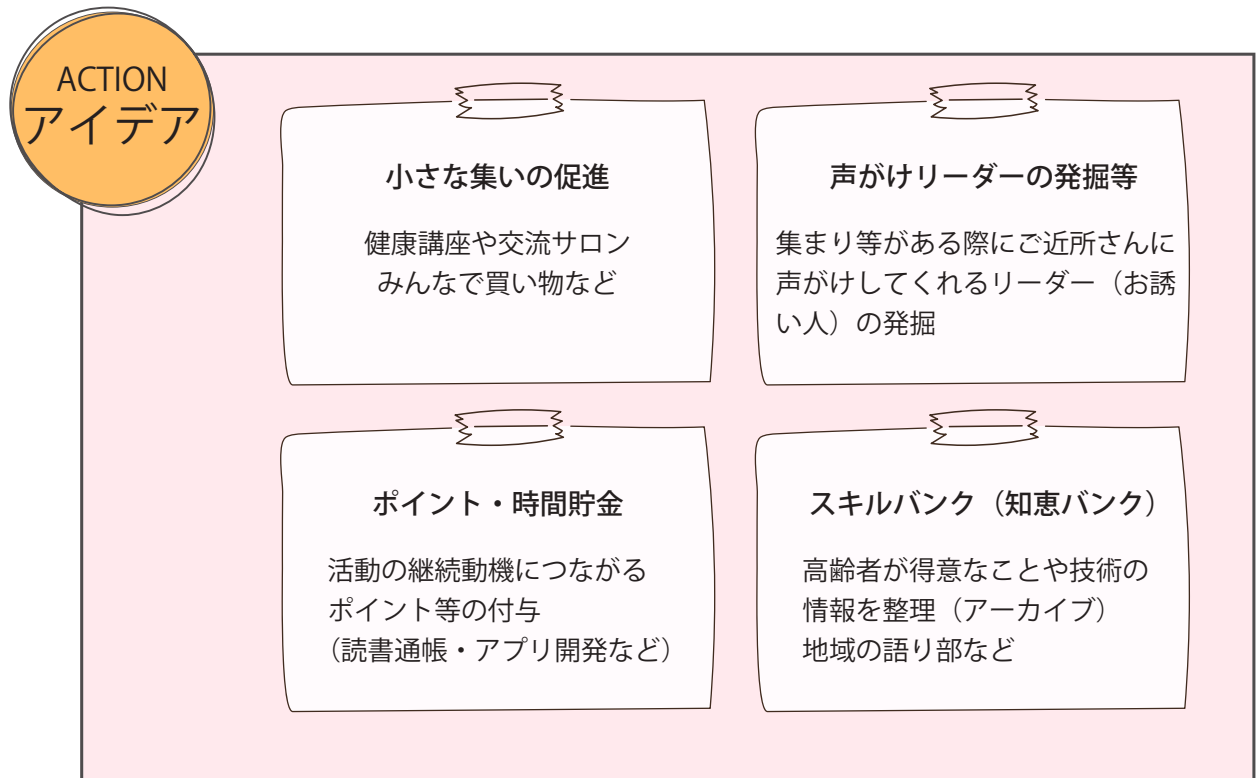 ACTION
アイデア
小さな集いの促進
健康講座や交流サロン
みんなで買い物など
声がけリーダーの発掘等
集まり等がある際にご近所さんに
声がけしてくれるリーダー（お誘
い人）の発掘
ポイント・時間貯金
活動の継続動機につながる
ポイント等の付与
（読書通帳・アプリ開発など）
スキルバンク（知恵バンク）
高齢者が得意なことや技術の
情報を整理（アーカイブ）
地域の語り部など